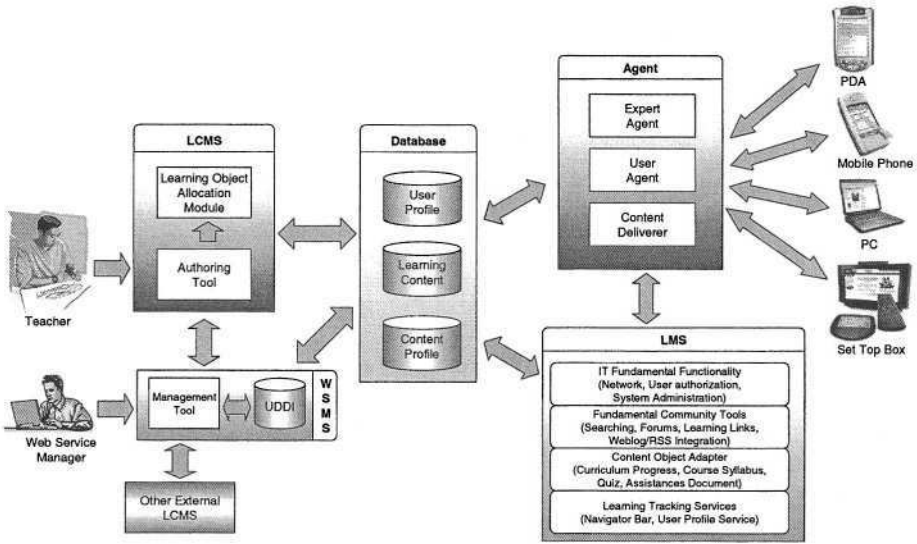 Agent
Expert
Agent
User
Agent
Content
Deliverer
PDA
Mobile Phone
PC
Set Top Box
LCMS
Learning Object
Allocation
Module
Authoring
Tool
Database
User
Profile
Learning
Content
Content
Profile
Teacher
Management
Tool
UDDI
WSMS
Web Service
Manager
Other External
LCMS
LMS
IT Fundamental Functionality
(Network, User authorization,
System Administration)
Fundamental Community Tools
(Searching, Forums, Learning Links,
Weblog/RSS Integration)
Content Object Adapter
(Curriculum Progress, Course Syllabus,
Quiz, Assistances Document)
Learning Tracking Services
(Navigator Bar, User Profile Service)